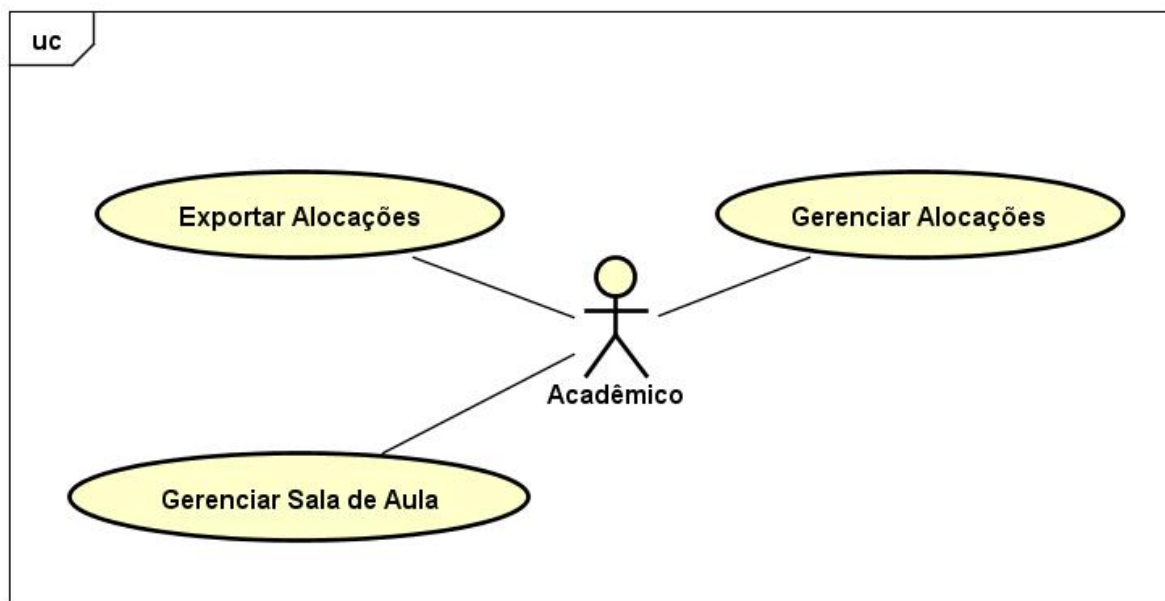 uc
Exportar Alocações
Gerenciar Alocações
Acadêmico
Gerenciar Sala de Aula